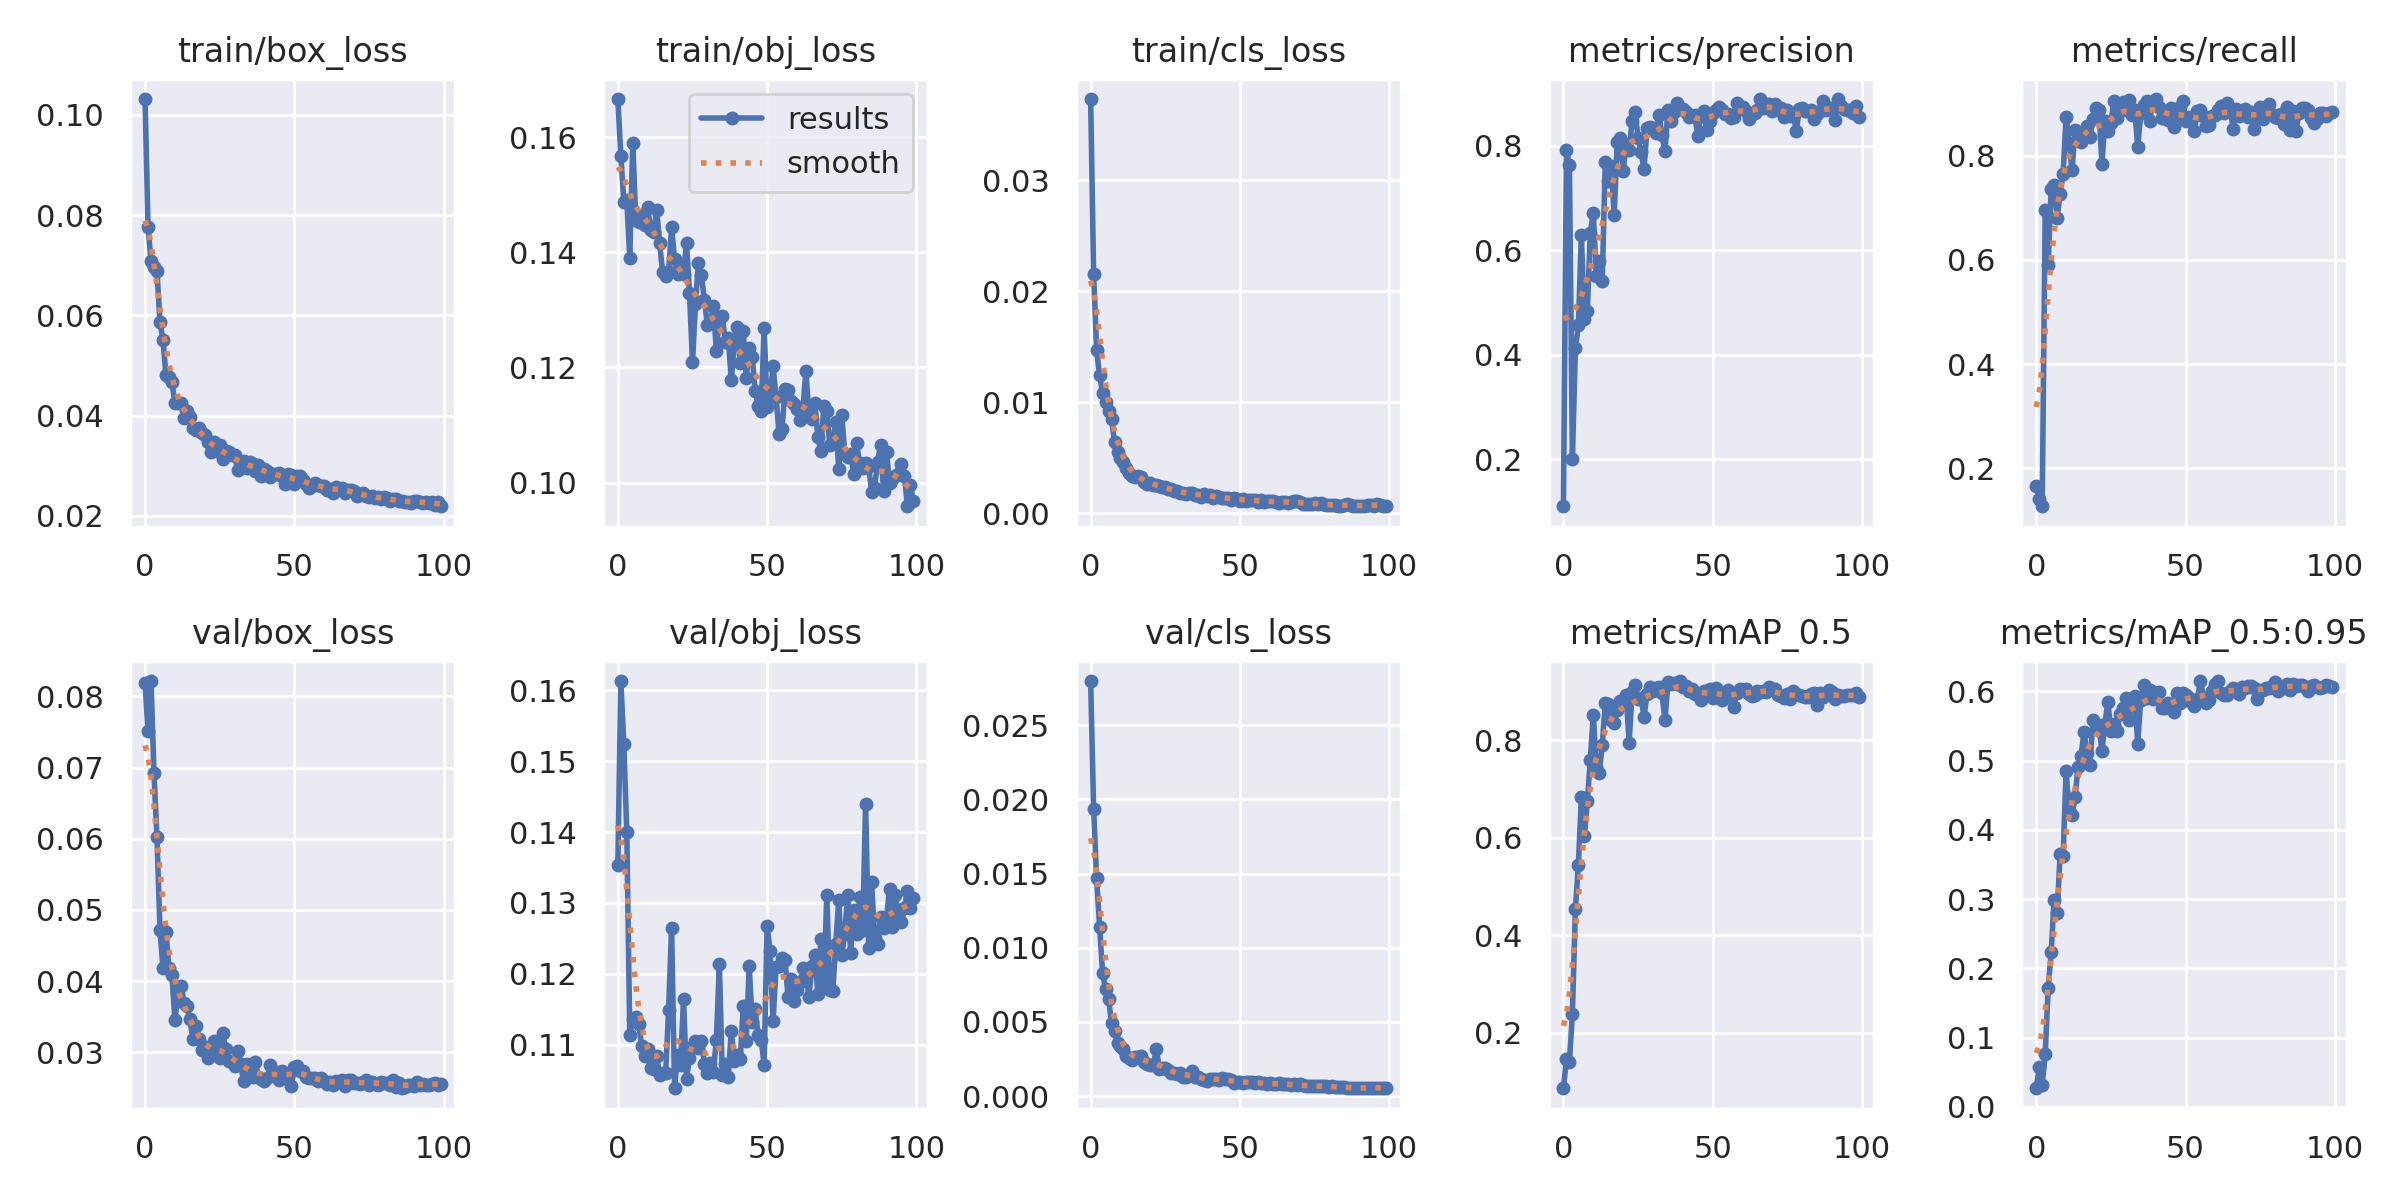 train/box_loss
0.10
0.08
0.06
0.04
0.02
0 50 100
train/obj_loss
results
smooth
0.16
0.14
0.12
0.10
0 50 100
train/cls_loss
0.03
0.02
0.01
0.00
0 50 100
metrics/precision
0.8
0.6
0.4
0.2
0 50 100
metrics/recall
0.8
0.6
0.4
0.2
0 50 100
val/box_loss
0.08
0.07
0.06
0.05
0.04
0.03
0 50 100
val/obj_loss
0.16
0.15
0.14
0.13
0.12
0.11
0 50 100
val/cls_loss
0.025
0.020
0.015
0.010
0.005
0.000
0 50 100
metrics/mAP_0.5
0.8
0.6
0.4
0.2
0 50 100
metrics/mAP_0.5:0.95
0.6
0.5
0.4
0.3
0.2
0.1
0.0
0 50 100